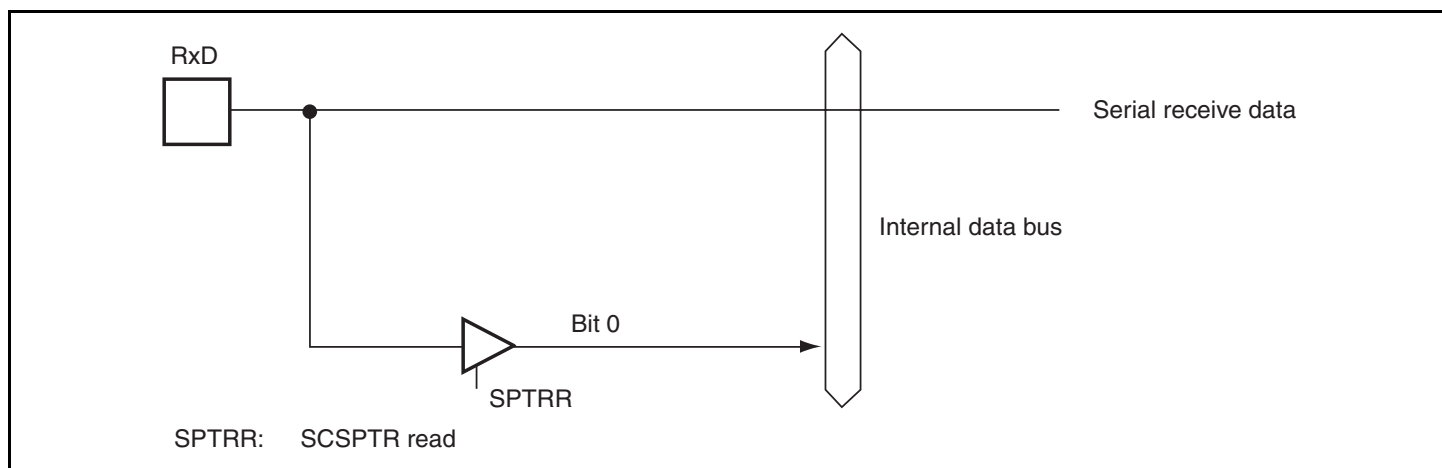 RxD
Serial receive data
Internal data bus
Bit 0
SPTRR
SPTRR: SCSPTR read